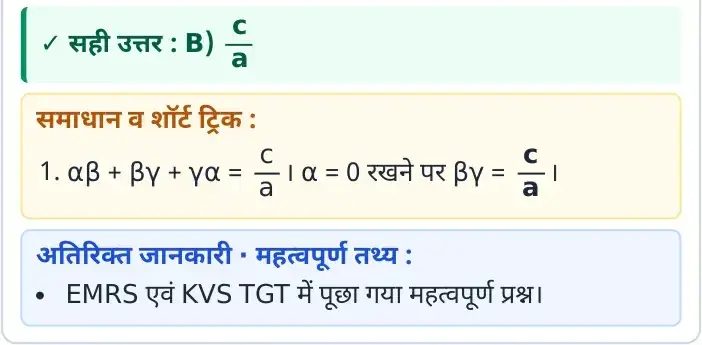 ✓ सही उत्तर : B) c/a
समाधान व शॉर्ट ट्रिक :
1. αβ + βγ + γα = c/a । α = 0 रखने पर βγ = c/a ।
अतिरिक्त जानकारी · महत्वपूर्ण तथ्य :
• EMRS एवं KVS TGT में पूछा गया महत्वपूर्ण प्रश्न।